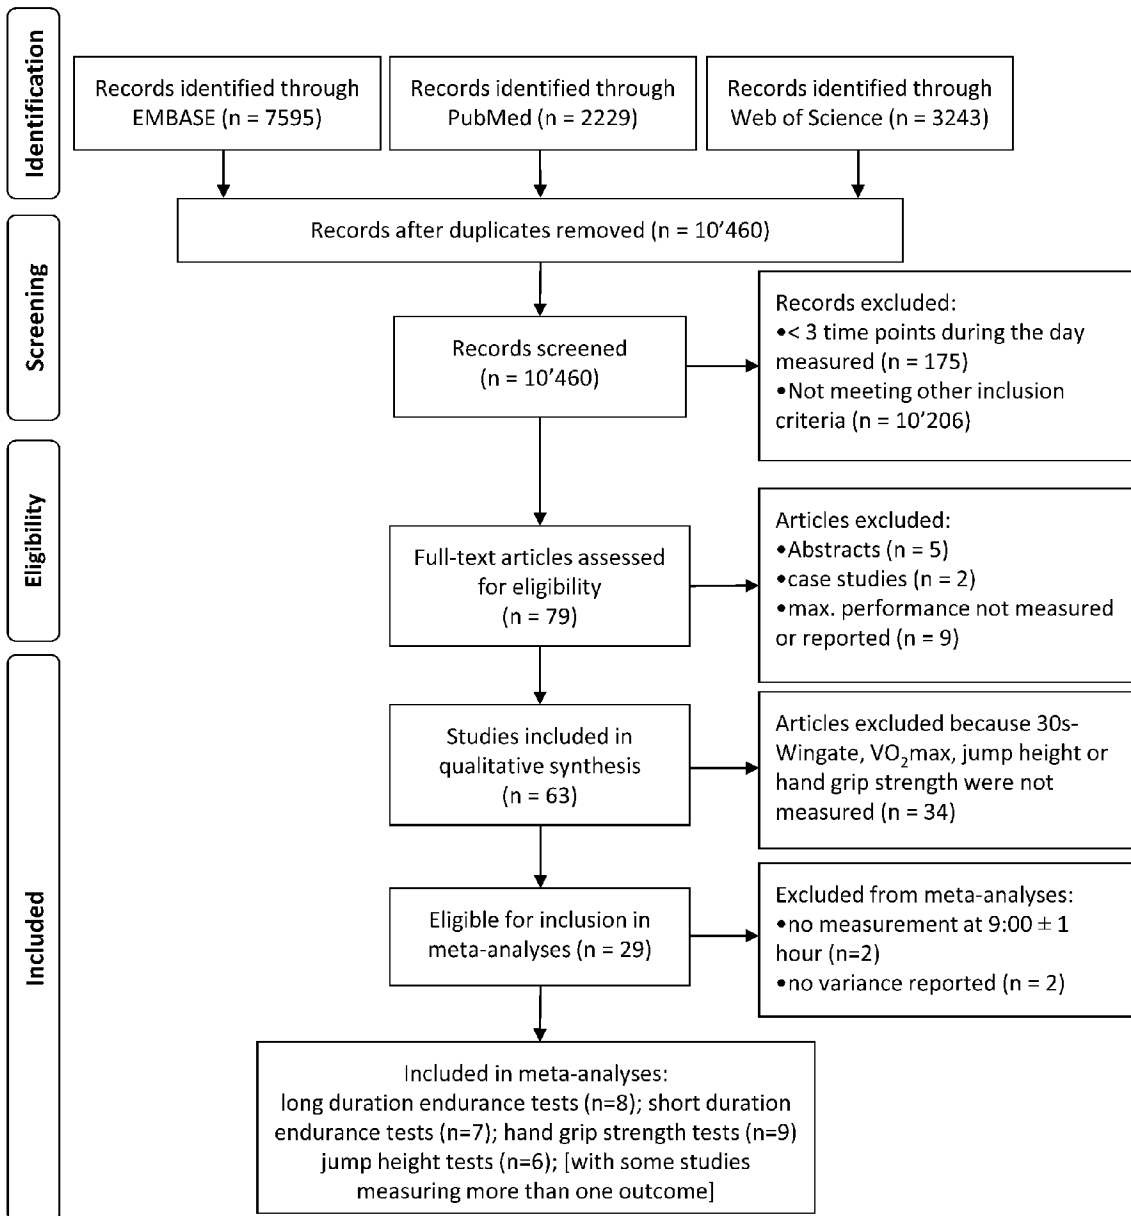 Identification
Records identified through
EMBASE (n = 7595)
Records identified through
PubMed (n = 2229)
Records identified through
Web of Science (n = 3243)
Records after duplicates removed (n = 10’460)
Screening
Records screened
(n = 10’460)
Records excluded:
•< 3 time points during the day
measured (n = 175)
•Not meeting other inclusion
criteria (n = 10’206)
Eligibility
Full-text articles assessed
for eligibility
(n = 79)
Articles excluded:
•Abstracts (n = 5)
•case studies (n = 2)
•max. performance not measured
or reported (n = 9)
Included
Studies included in
qualitative synthesis
(n = 63)
Articles excluded because 30s-
Wingate, VO₂max, jump height or
hand grip strength were not
measured (n = 34)
Eligible for inclusion in
meta-analyses (n = 29)
Excluded from meta-analyses:
•no measurement at 9:00 ± 1
hour (n=2)
•no variance reported (n = 2)
Included in meta-analyses:
long duration endurance tests (n=8); short duration
endurance tests (n=7); hand grip strength tests (n=9)
jump height tests (n=6); [with some studies
measuring more than one outcome]